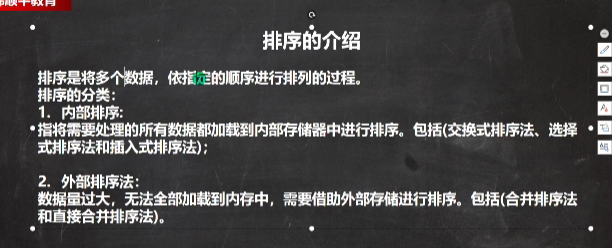 顺平教育
排序的介绍
排序是将多个数据，依指定的顺序进行排列的过程。
排序的分类：
1. 内部排序:
指将需要处理的所有数据都加载到内部存储器中进行排序。包括(交换式排序法、选择
式排序法和插入式排序法)；
2. 外部排序法：
数据量过大，无法全部加载到内存中，需要借助外部存储进行排序。包括(合并排序法
和直接合并排序法)。